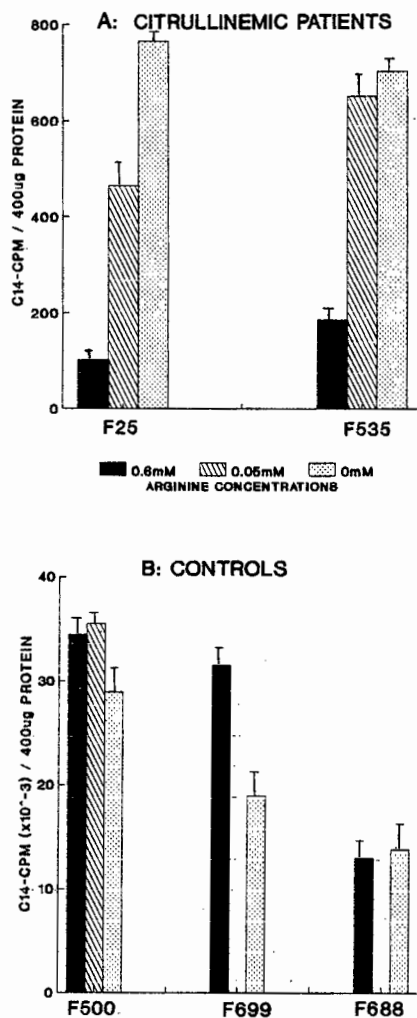 A: CITRULLINEMIC PATIENTS
C14-CPM / 400ug PROTEIN
800
600
400
200
0
F25 F535
0.6mM 0.05mM 0mM
ARGININE CONCENTRATIONS
B: CONTROLS
C14-CPM (x10^-3) / 400ug PROTEIN
40
30
20
10
0
F500 F699 F688